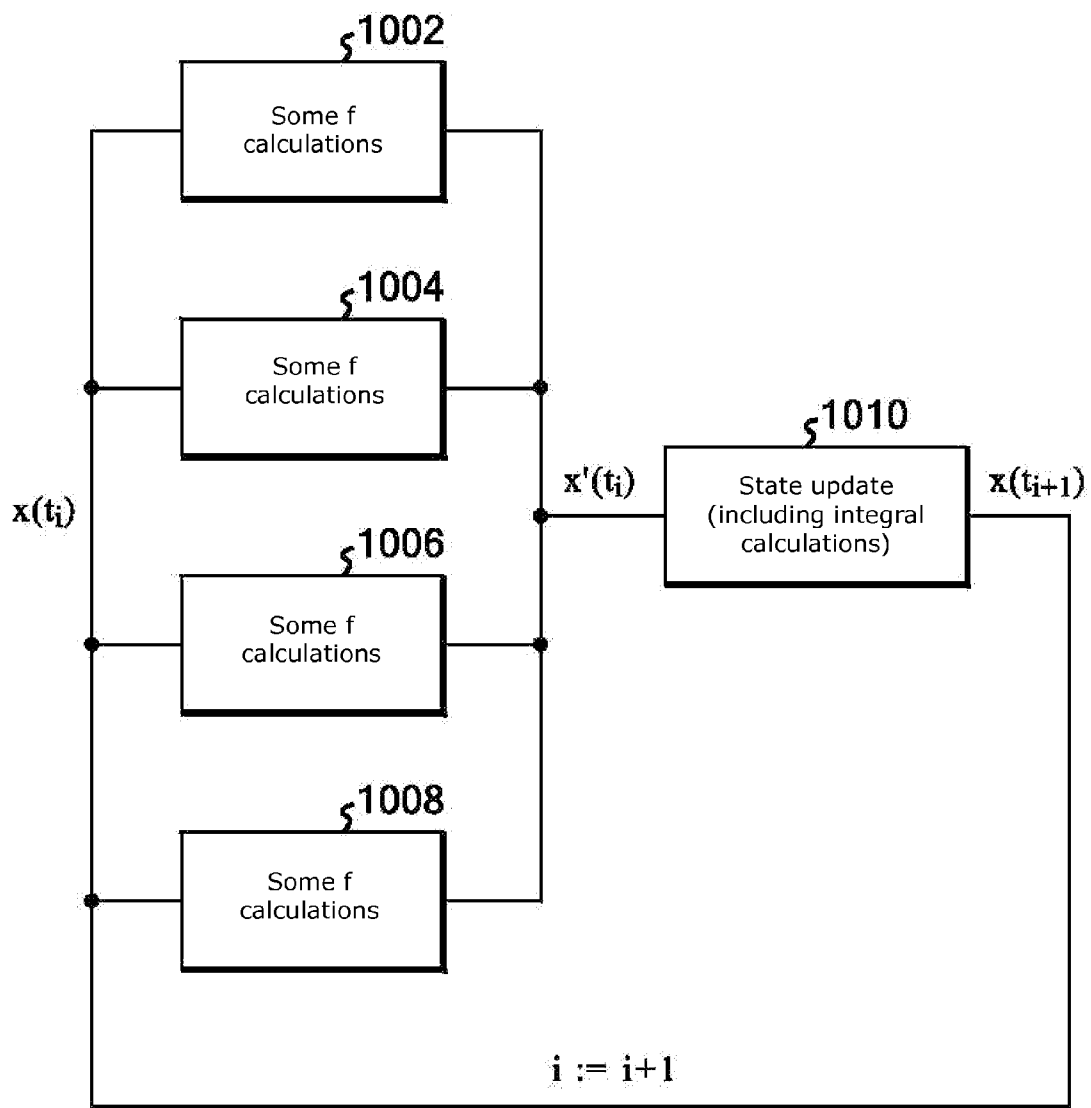 1002
Some f
calculations
1004
Some f
calculations
x(tᵢ)
1006
Some f
calculations
1008
Some f
calculations
x'(tᵢ)
1010
State update
(including integral
calculations)
x(tᵢ₊₁)
i := i+1